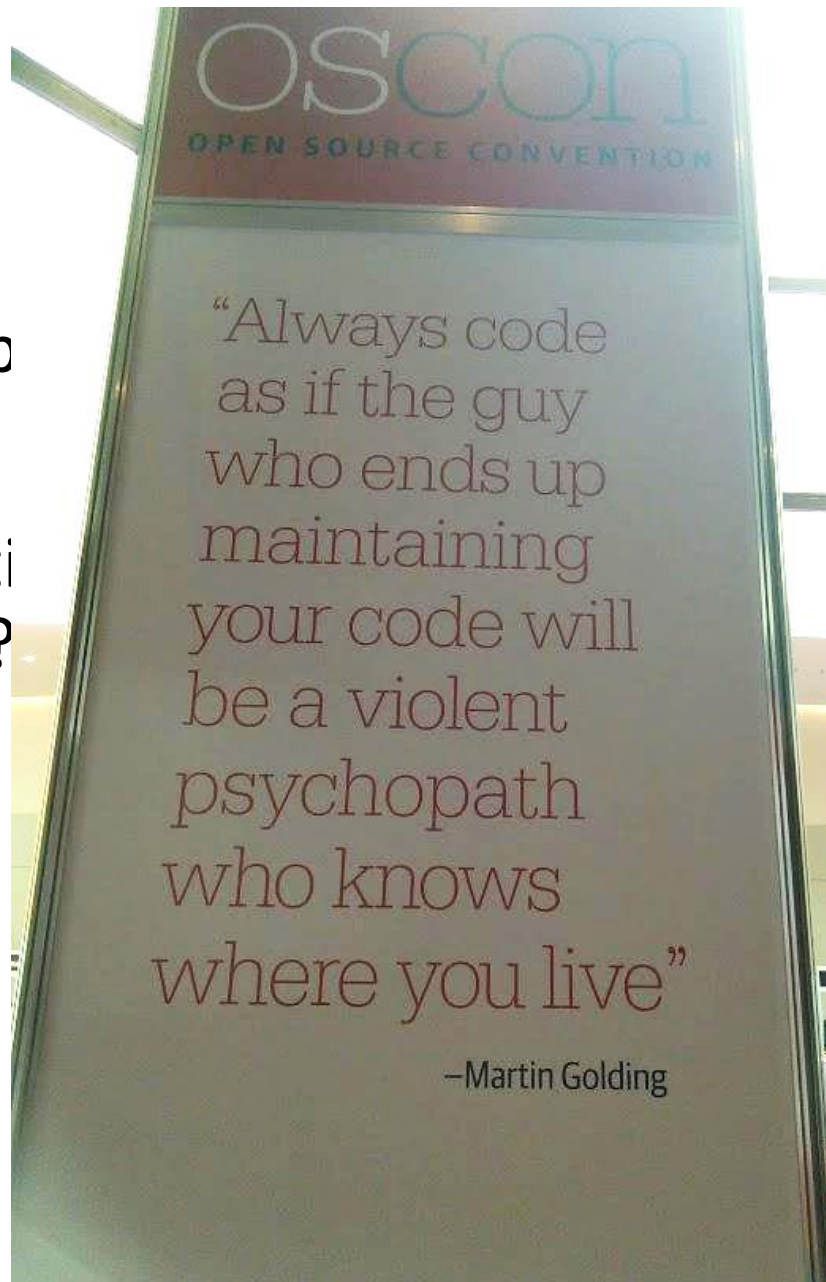 OSCON
OPEN SOURCE CONVENTION
“Always code
as if the guy
who ends up
maintaining
your code will
be a violent
psychopath
who knows
where you live”
–Martin Golding